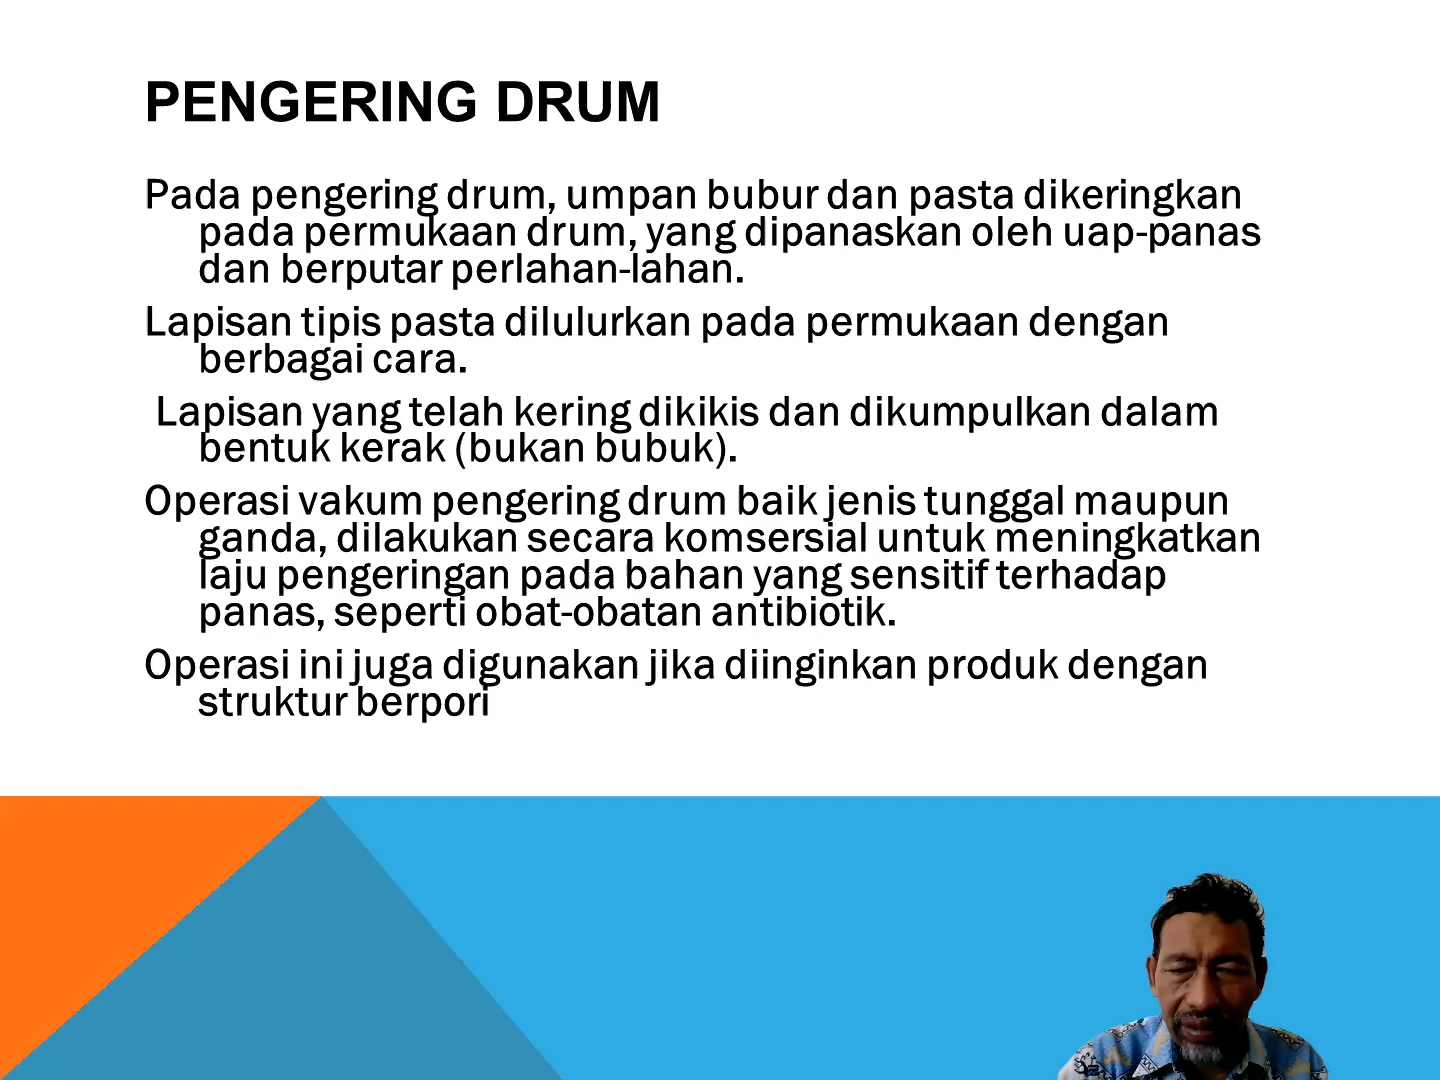 PENGERING DRUM
Pada pengering drum, umpan bubur dan pasta dikeringkan
pada permukaan drum, yang dipanaskan oleh uap-panas
dan berputar perlahan-lahan.
Lapisan tipis pasta dilulurkan pada permukaan dengan
berbagai cara.
Lapisan yang telah kering dikikis dan dikumpulkan dalam
bentuk kerak (bukan bubuk).
Operasi vakum pengering drum baik jenis tunggal maupun
ganda, dilakukan secara komsersial untuk meningkatkan
laju pengeringan pada bahan yang sensitif terhadap
panas, seperti obat-obatan antibiotik.
Operasi ini juga digunakan jika diinginkan produk dengan
struktur berpori